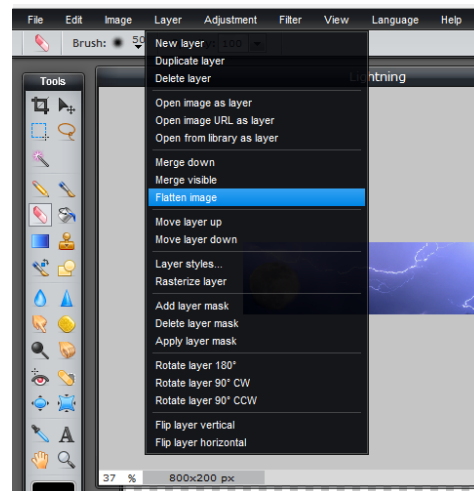 File Edit Image Layer Adjustment Filter View Language Help
Brush: 50 100
New layer
Duplicate layer
Delete layer
Tools
Lightning
Open image as layer
Open image URL as layer
Open from library as layer
Merge down
Merge visible
Flatten image
Move layer up
Move layer down
Layer styles...
Rasterize layer
Add layer mask
Delete layer mask
Apply layer mask
Rotate layer 180°
Rotate layer 90° CW
Rotate layer 90° CCW
Flip layer vertical
Flip layer horizontal
A
37 % 800x200 px